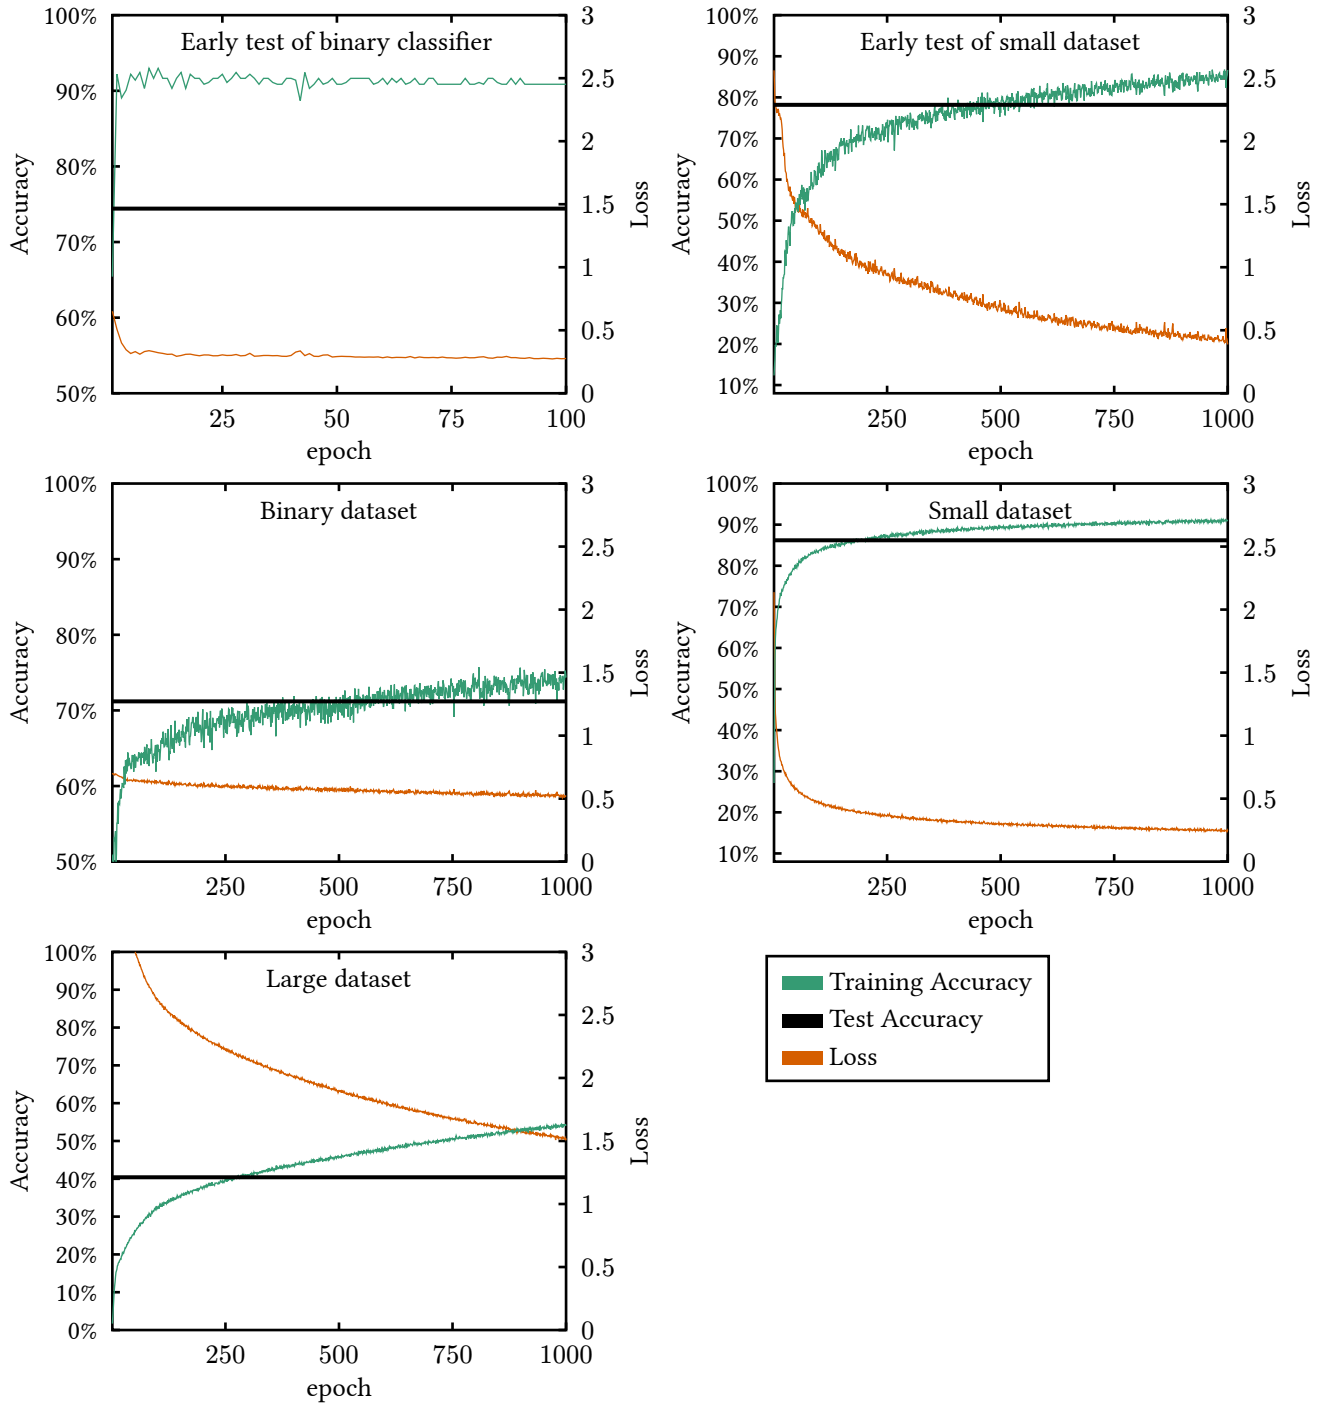 Early test of binary classifier
100%
90%
80%
70%
60%
50%
Accuracy
3
2.5
2
1.5
1
0.5
0
Loss
25 50 75 100
epoch
Early test of small dataset
100%
90%
80%
70%
60%
50%
40%
30%
20%
10%
Accuracy
3
2.5
2
1.5
1
0.5
0
Loss
250 500 750 1000
epoch
Binary dataset
100%
90%
80%
70%
60%
50%
Accuracy
3
2.5
2
1.5
1
0.5
0
Loss
250 500 750 1000
epoch
Small dataset
100%
90%
80%
70%
60%
50%
40%
30%
20%
10%
Accuracy
3
2.5
2
1.5
1
0.5
0
Loss
250 500 750 1000
epoch
Large dataset
100%
90%
80%
70%
60%
50%
40%
30%
20%
10%
0%
Accuracy
3
2.5
2
1.5
1
0.5
0
Loss
250 500 750 1000
epoch
Training Accuracy
Test Accuracy
Loss